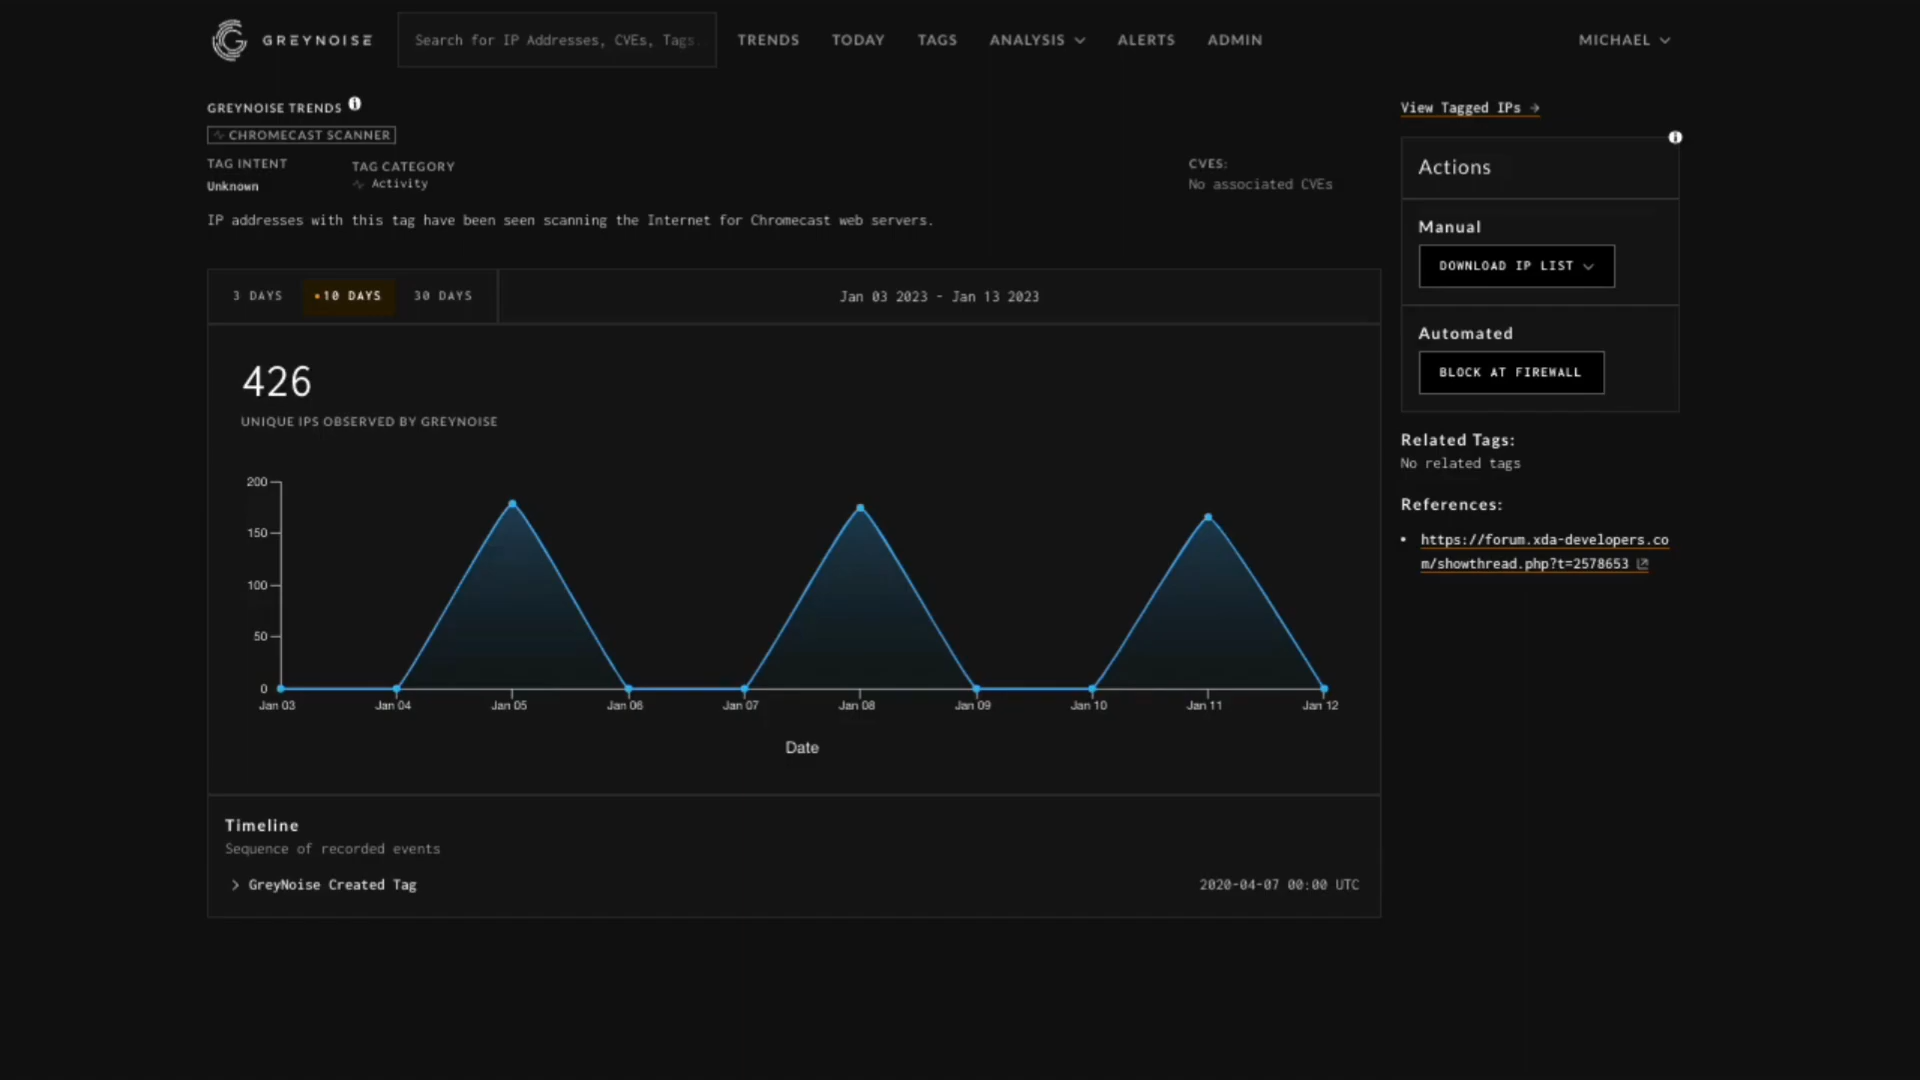 GREYNOISE
Search for IP Addresses, CVEs, Tags.
TRENDS
TODAY
TAGS
ANALYSIS
ALERTS
ADMIN
MICHAEL
GREYNOISE TRENDS
CHROMECAST SCANNER
TAG INTENT
Unknown
TAG CATEGORY
Activity
CVES:
No associated CVEs
IP addresses with this tag have been seen scanning the Internet for Chromecast web servers.
3 DAYS
10 DAYS
30 DAYS
Jan 03 2023 - Jan 13 2023
426
UNIQUE IPS OBSERVED BY GREYNOISE
200
150
100
50
0
Jan 03
Jan 04
Jan 05
Jan 06
Jan 07
Jan 08
Jan 09
Jan 10
Jan 11
Jan 12
Date
Timeline
Sequence of recorded events
GreyNoise Created Tag
2020-04-07 00:00 UTC
View Tagged IPs →
Actions
Manual
DOWNLOAD IP LIST
Automated
BLOCK AT FIREWALL
Related Tags:
No related tags
References:
• https://forum.xda-developers.co
m/showthread.php?t=2578653